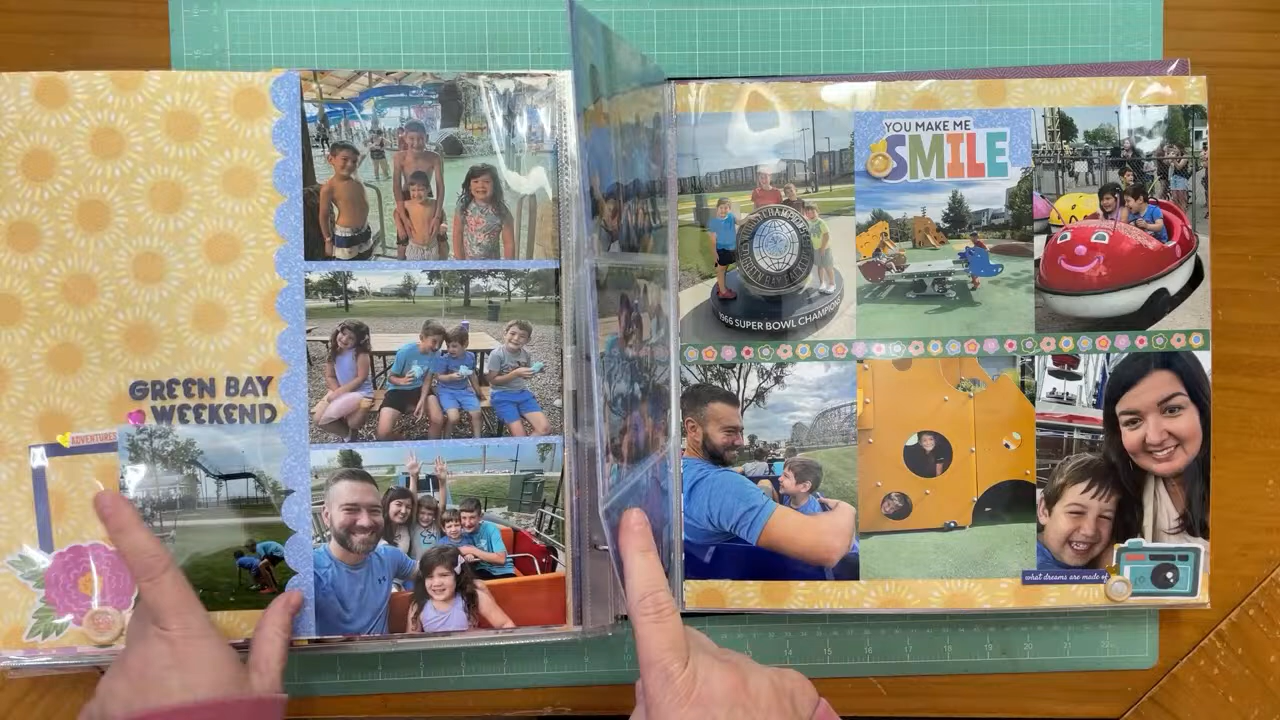 GREEN BAY
WEEKEND
ADVENTURES
YOU MAKE ME
SMILE
1966 SUPER BOWL CHAMPIONS
what dreams are made of